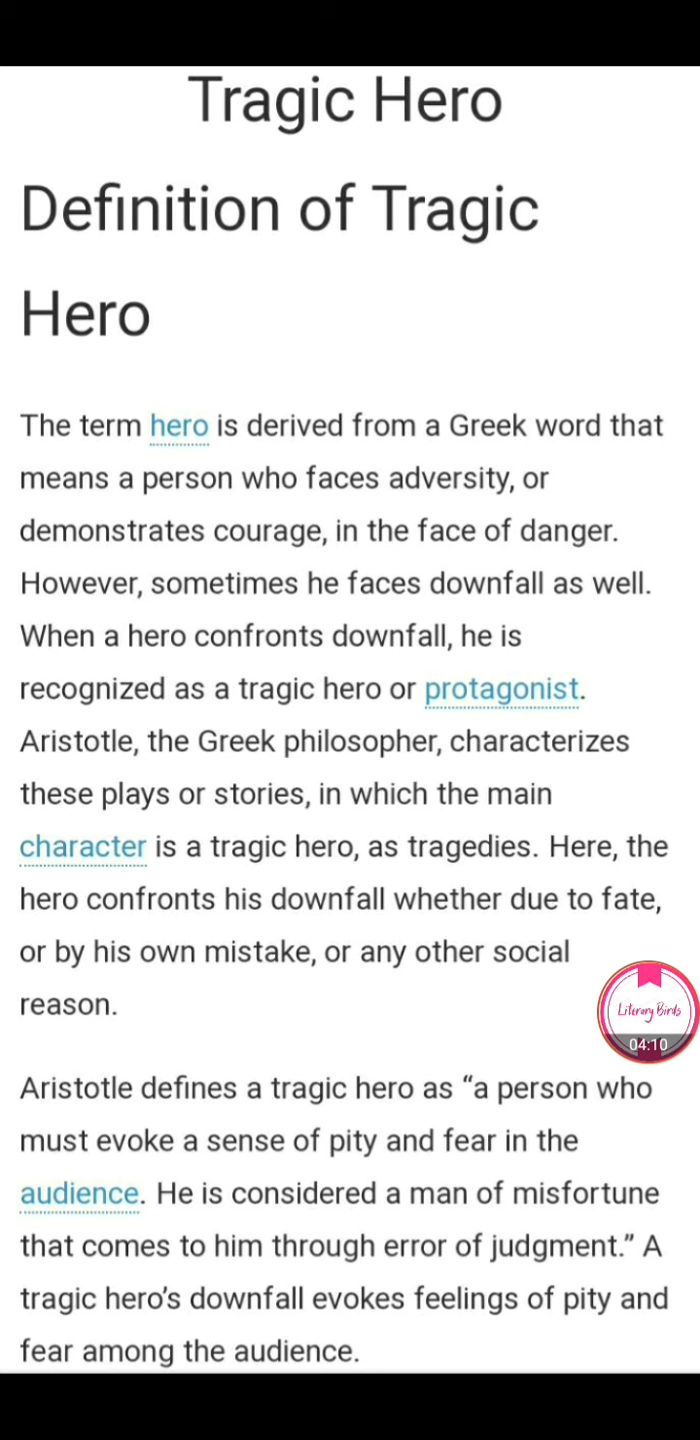 Tragic Hero
Definition of Tragic
Hero
The term hero is derived from a Greek word that
means a person who faces adversity, or
demonstrates courage, in the face of danger.
However, sometimes he faces downfall as well.
When a hero confronts downfall, he is
recognized as a tragic hero or protagonist.
Aristotle, the Greek philosopher, characterizes
these plays or stories, in which the main
character is a tragic hero, as tragedies. Here, the
hero confronts his downfall whether due to fate,
or by his own mistake, or any other social
reason.
Literary Birds
04:10
Aristotle defines a tragic hero as “a person who
must evoke a sense of pity and fear in the
audience. He is considered a man of misfortune
that comes to him through error of judgment.” A
tragic hero’s downfall evokes feelings of pity and
fear among the audience.